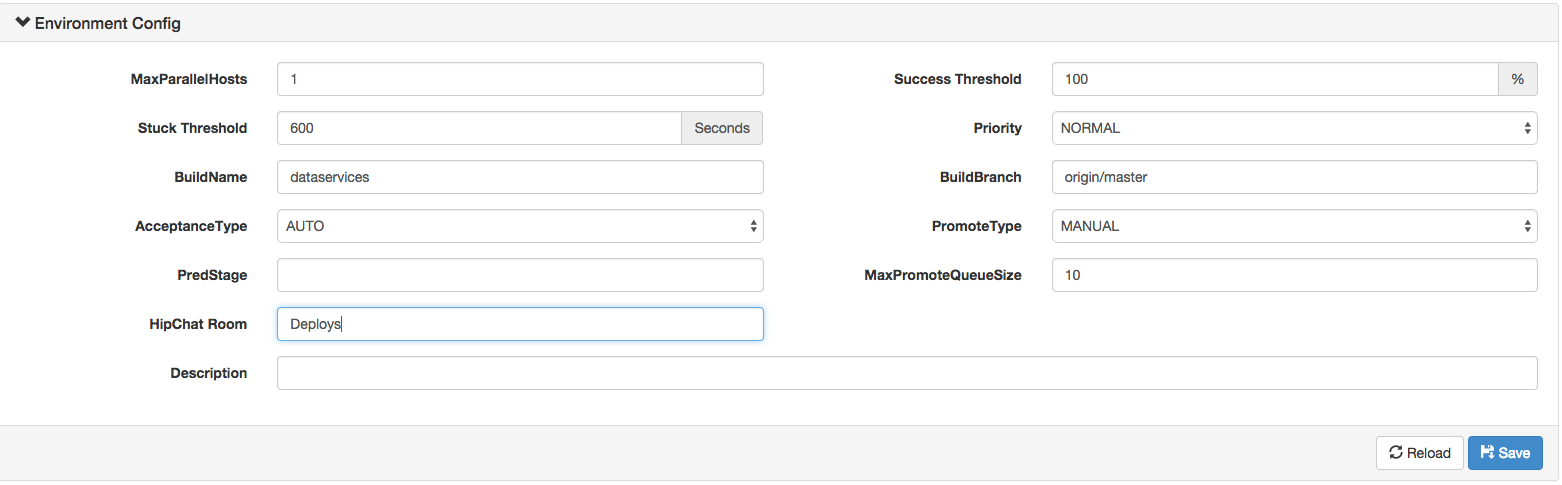 Environment Config
MaxParallelHosts 1 Success Threshold 100 %
Stuck Threshold 600 Seconds Priority NORMAL
BuildName dataservices BuildBranch origin/master
AcceptanceType AUTO PromoteType MANUAL
PredStage MaxPromoteQueueSize 10
HipChat Room Deploys
Description
Reload Save